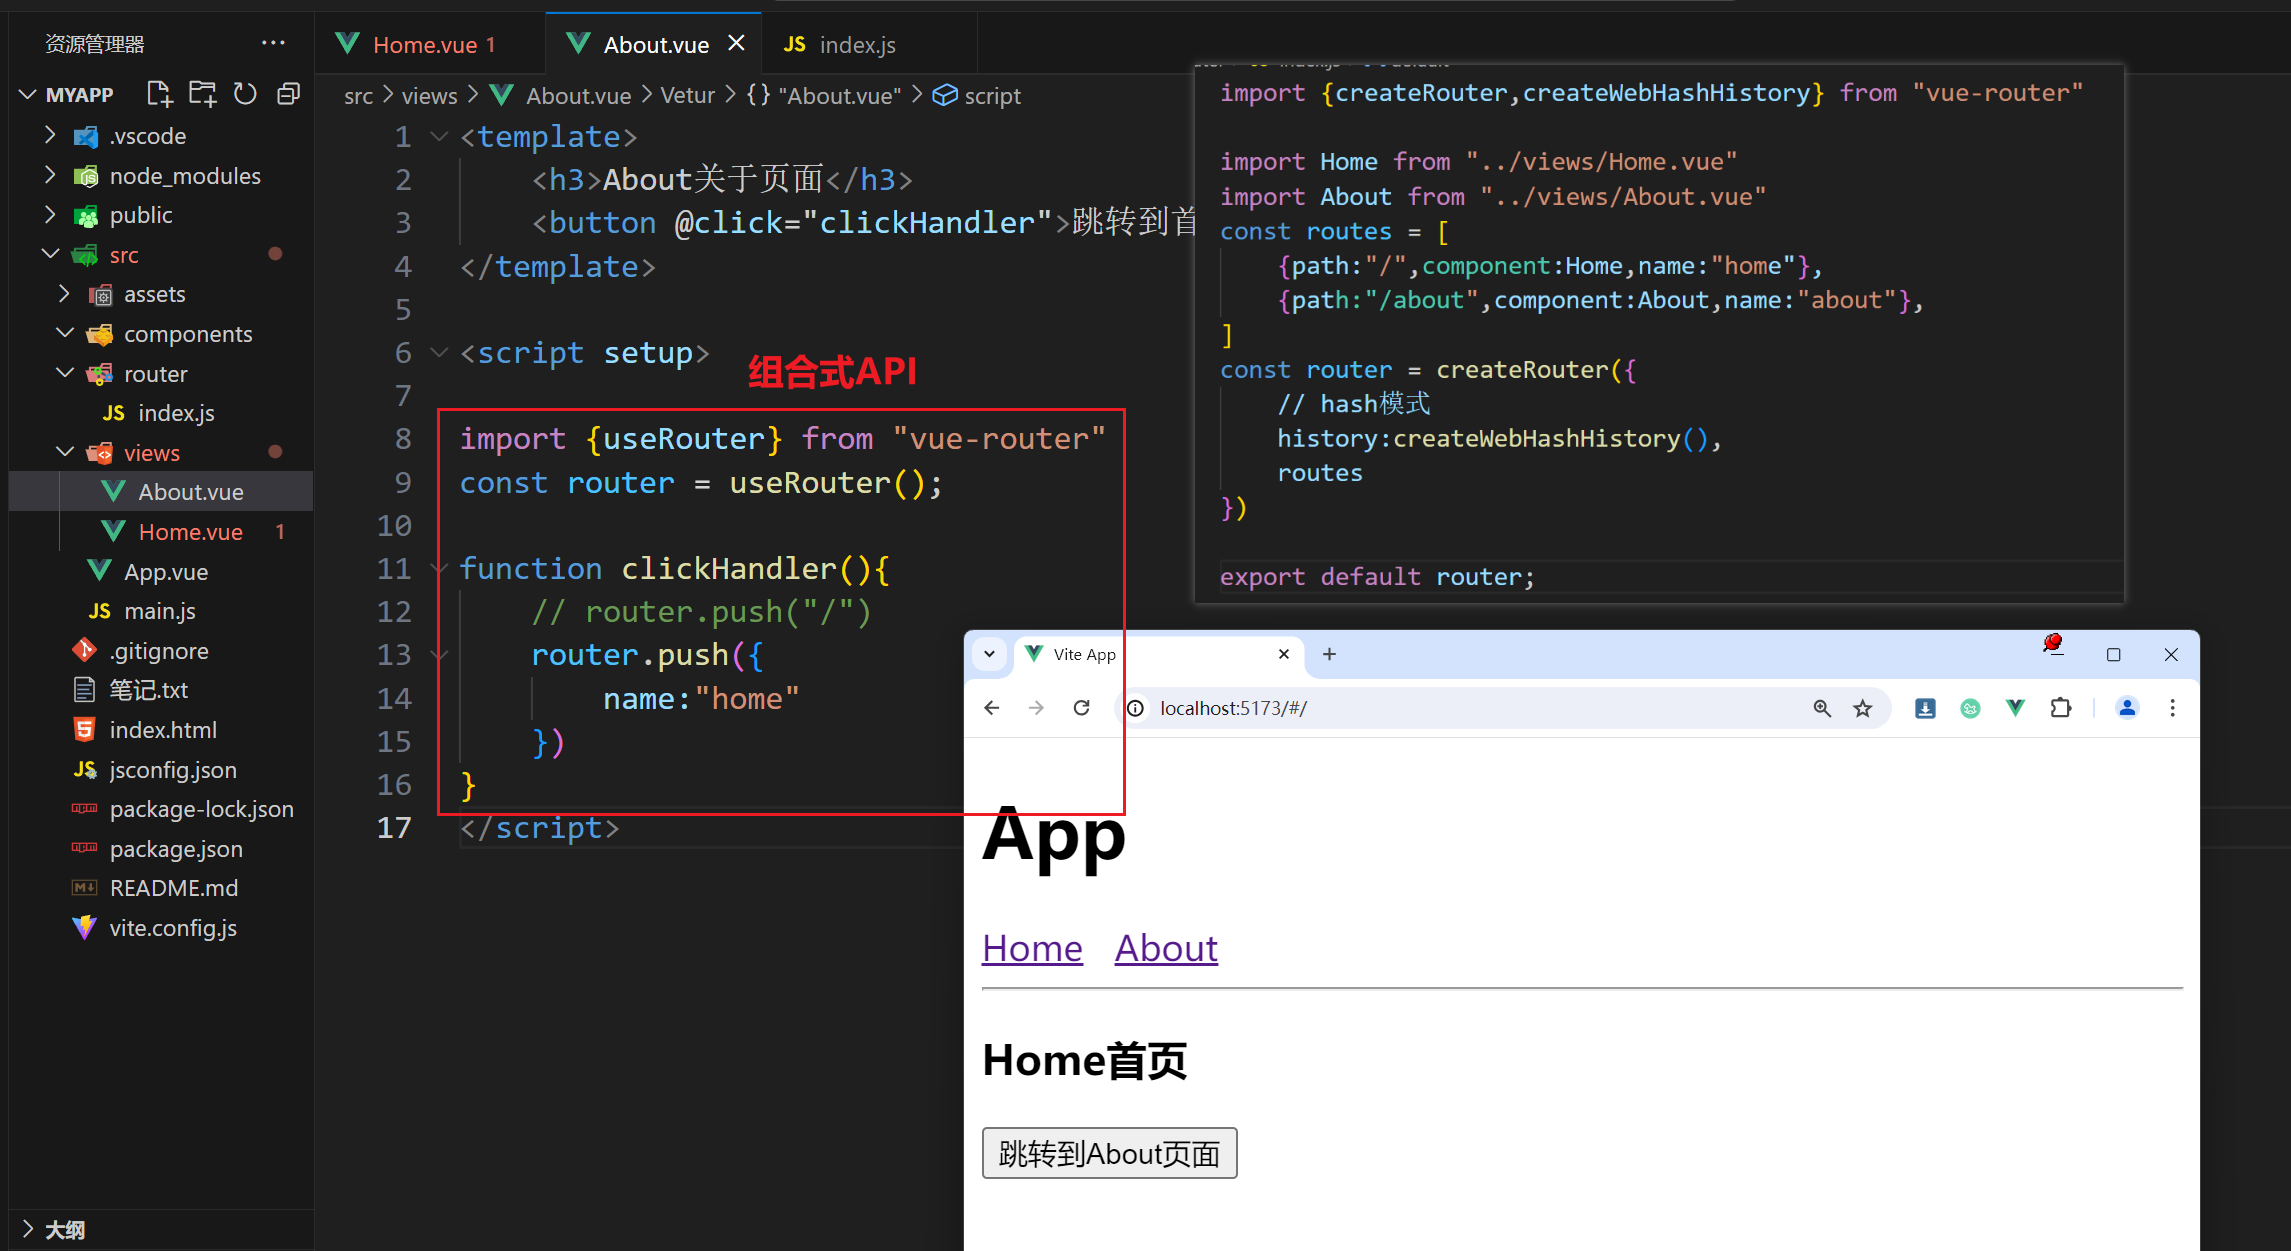 资源管理器
MYAPP
.vscode
node_modules
public
src
assets
components
router
JS index.js
views
About.vue
Home.vue 1
App.vue
JS main.js
.gitignore
笔记.txt
index.html
jsconfig.json
package-lock.json
package.json
README.md
vite.config.js
大纲
Home.vue 1
About.vue
JS index.js
src > views > About.vue > Vetur > {} "About.vue" > script
1 <template>
2 <h3>About关于页面</h3>
3 <button @click="clickHandler">跳转到首
4 </template>
5
6 <script setup>
组合式API
7
8 import {useRouter} from "vue-router"
9 const router = useRouter();
10
11 function clickHandler(){
12 // router.push("/")
13 router.push({
14 name:"home"
15 })
16 }
17 </script>
import {createRouter,createWebHashHistory} from "vue-router"
import Home from "../views/Home.vue"
import About from "../views/About.vue"
const routes = [
{path:"/",component:Home,name:"home"},
{path:"/about",component:About,name:"about"},
]
const router = createRouter({
// hash模式
history:createWebHashHistory(),
routes
})
export default router;
Vite App
localhost:5173/#/
App
Home About
Home首页
跳转到About页面